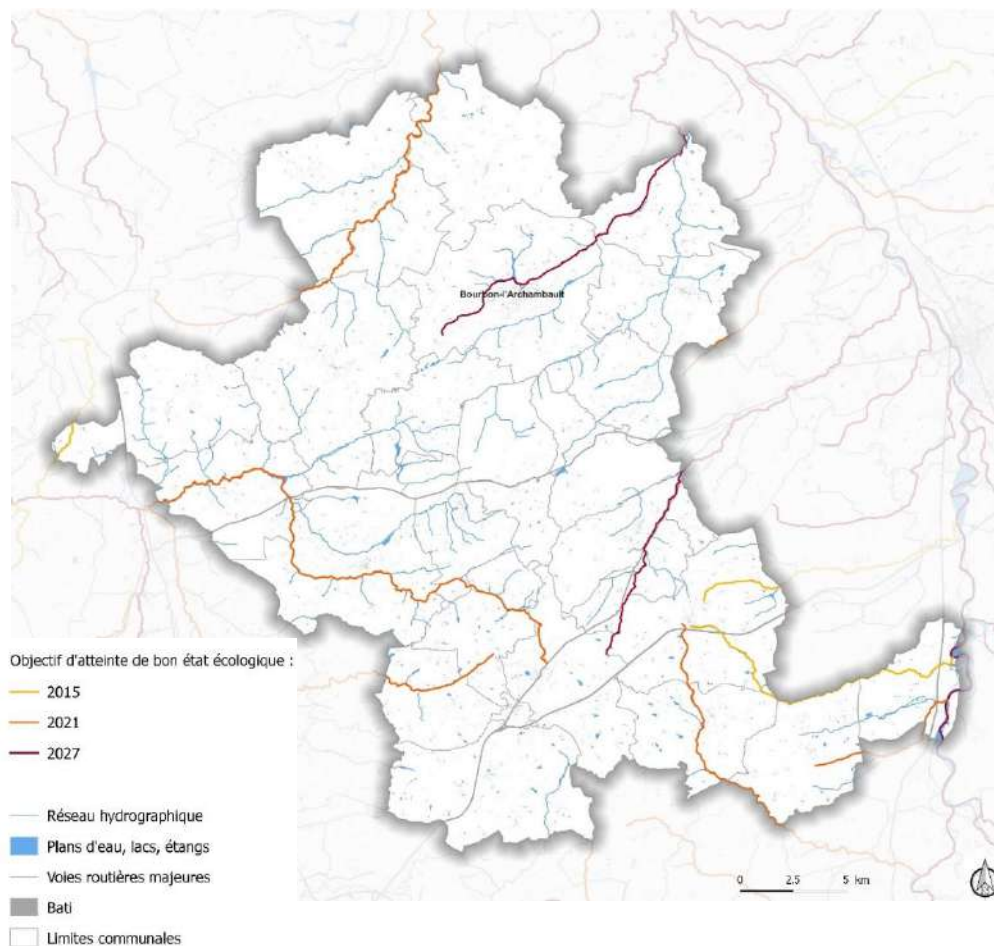 Bourbon-l'Archambault
Objectif d'atteinte de bon état écologique :
2015
2021
2027
Réseau hydrographique
Plans d'eau, lacs, étangs
Voies routières majeures
Bati
Limites communales
0 2.5 5 km